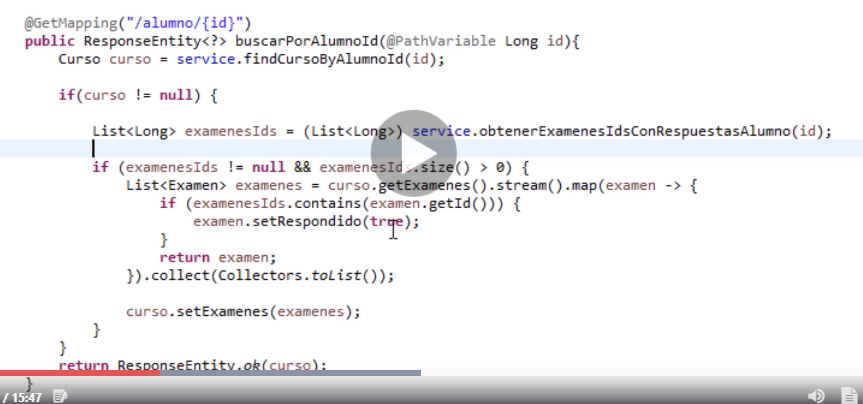 @GetMapping("/alumno/{id}")
public ResponseEntity<?> buscarPorAlumnoId(@PathVariable Long id){
Curso curso = service.findCursoByAlumnoId(id);
if(curso != null) {
List<Long> examenesIds = (List<Long>) service.obtenerExamenesIdsConRespuestasAlumno(id);
if (examenesIds != null && examenesIds.size() > 0) {
List<Examen> examenes = curso.getExamenes().stream().map(examen -> {
if (examenesIds.contains(examen.getId())) {
examen.setRespondido(true);
}
return examen;
}).collect(Collectors.toList());
curso.setExamenes(examenes);
}
}
return ResponseEntity.ok(curso);
}
/ 15:47